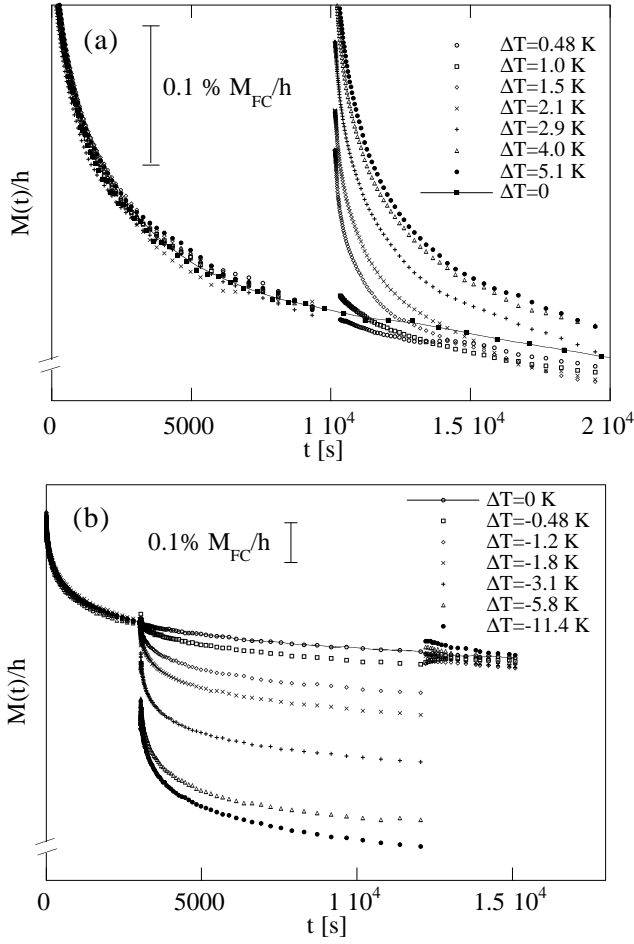 (a)
0.1 % M_FC/h
ΔT=0.48 K
ΔT=1.0 K
ΔT=1.5 K
ΔT=2.1 K
ΔT=2.9 K
ΔT=4.0 K
ΔT=5.1 K
ΔT=0
M(t)/h
0 5000 1 10^4 1.5 10^4 2 10^4
t [s]
(b)
0.1% M_FC/h
ΔT=0 K
ΔT=-0.48 K
ΔT=-1.2 K
ΔT=-1.8 K
ΔT=-3.1 K
ΔT=-5.8 K
ΔT=-11.4 K
M(t)/h
0 5000 1 10^4 1.5 10^4
t [s]